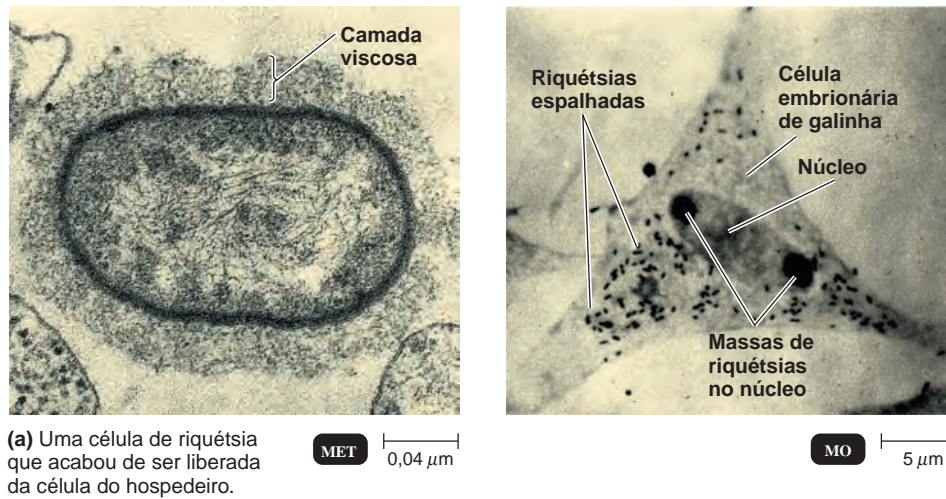 Camada
viscosa
(a) Uma célula de riquétsia
que acabou de ser liberada
da célula do hospedeiro.
MET
0,04 μm
Riquétsias
espalhadas
Célula
embrionária
de galinha
Núcleo
Massas de
riquétsias
no núcleo
MO
5 μm